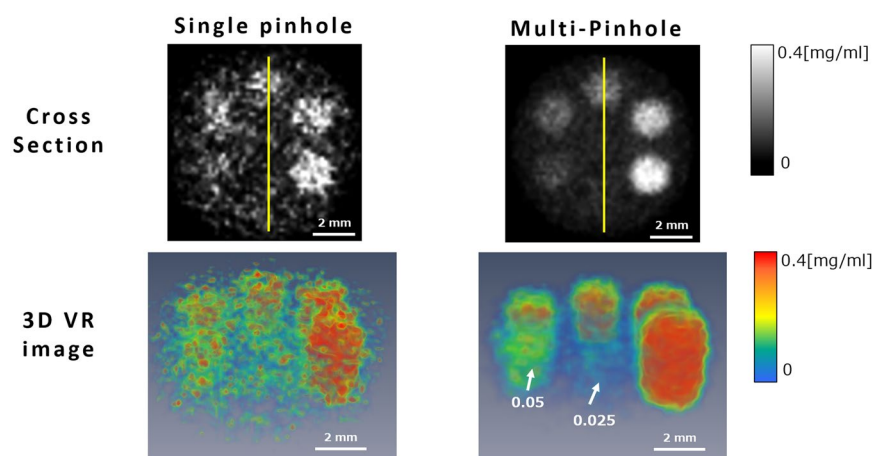 Single pinhole
Multi-Pinhole
Cross
Section
2 mm
2 mm
0.4[mg/ml]
0
3D VR
image
2 mm
0.05
0.025
2 mm
0.4[mg/ml]
0